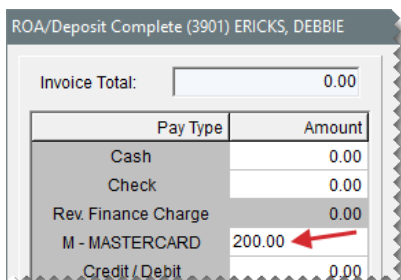 ROA/Deposit Complete (3901) ERICKS, DEBBIE
Invoice Total: 0.00
Pay Type Amount
Cash 0.00
Check 0.00
Rev. Finance Charge 0.00
M - MASTERCARD 200.00
Credit / Debit 0.00